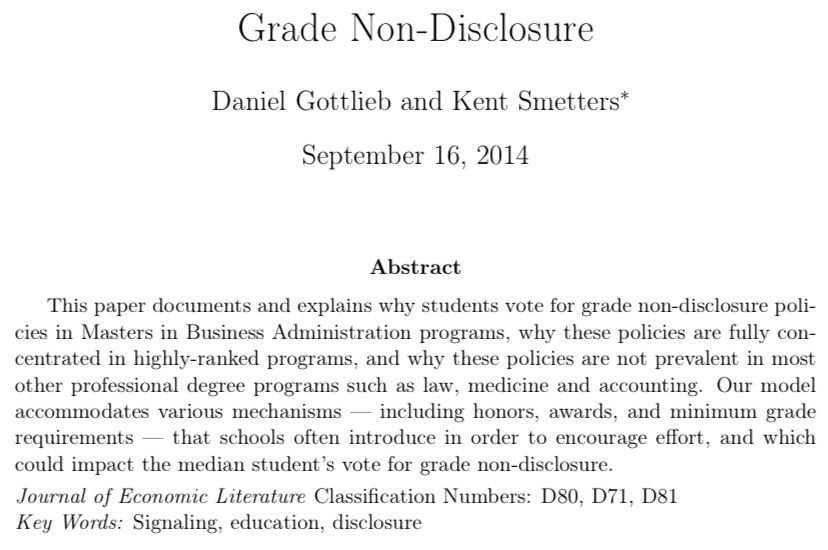 Grade Non-Disclosure
Daniel Gottlieb and Kent Smetters*
September 16, 2014
Abstract
This paper documents and explains why students vote for grade non-disclosure poli-
cies in Masters in Business Administration programs, why these policies are fully con-
centrated in highly-ranked programs, and why these policies are not prevalent in most
other professional degree programs such as law, medicine and accounting. Our model
accommodates various mechanisms — including honors, awards, and minimum grade
requirements — that schools often introduce in order to encourage effort, and which
could impact the median student's vote for grade non-disclosure.
Journal of Economic Literature Classification Numbers: D80, D71, D81
Key Words: Signaling, education, disclosure